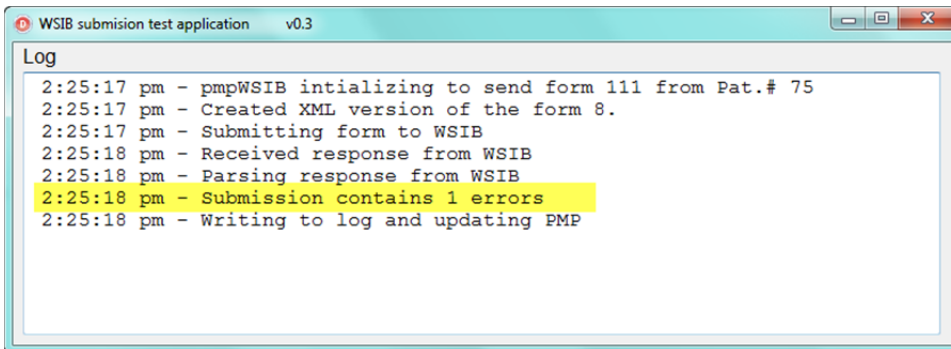 WSIB submision test application v0.3
Log
2:25:17 pm - pmpWSIB intializing to send form 111 from Pat.# 75
2:25:17 pm - Created XML version of the form 8.
2:25:17 pm - Submitting form to WSIB
2:25:18 pm - Received response from WSIB
2:25:18 pm - Parsing response from WSIB
2:25:18 pm - Submission contains 1 errors
2:25:18 pm - Writing to log and updating PMP